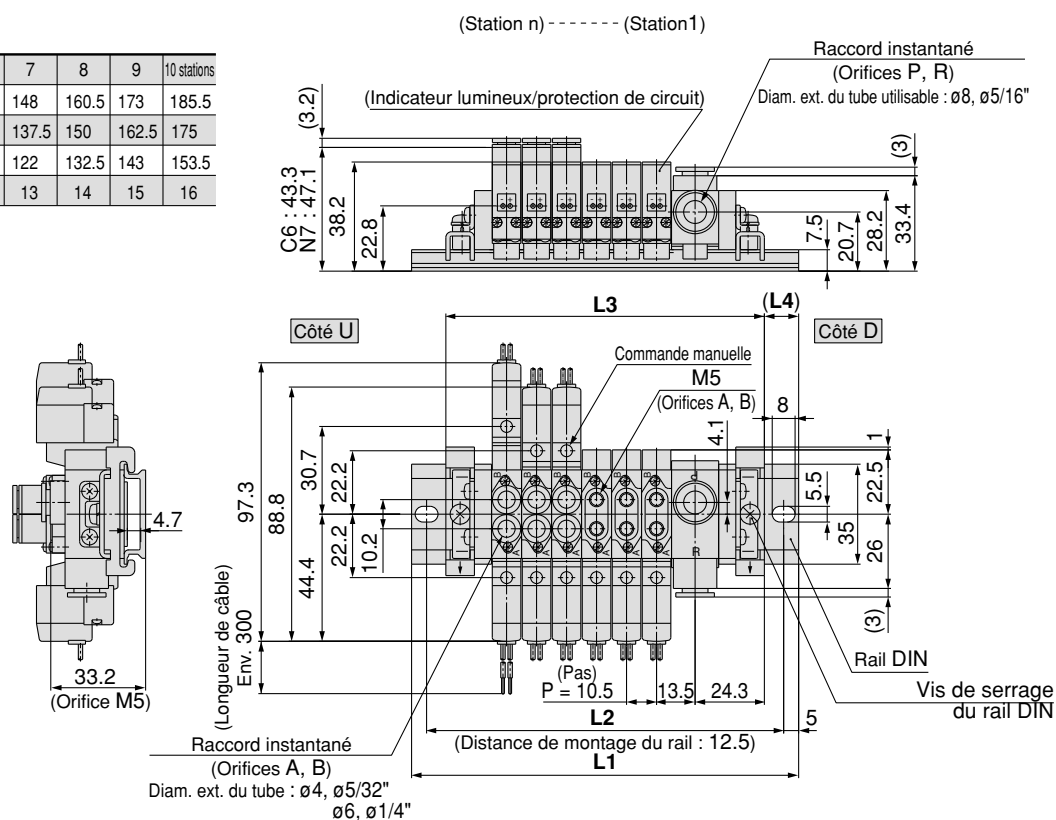 (Station n) - - - - - - - (Station1)
7 8 9 10 stations
148 160.5 173 185.5
137.5 150 162.5 175
122 132.5 143 153.5
13 14 15 16
Raccord instantané
(Orifices P, R)
Diam. ext. du tube utilisable : ø8, ø5/16"
(Indicateur lumineux/protection de circuit)
(3.2)
C6 : 43.3
N7 : 47.1
38.2
22.8
(3)
7.5
20.7
28.2
33.4
L3
(L4)
Côté U
Côté D
Commande manuelle
M5
(Orifices A, B)
8
4.1
1
97.3
88.8
30.7
22.2
22.2
10.2
44.4
5.5
22.5
35
26
(3)
4.7
33.2
(Orifice M5)
(Longueur de câble)
Env. 300
B B B B B B
A A A A A A
P
R
Rail DIN
Vis de serrage
du rail DIN
(Pas)
P = 10.5
13.5
24.3
L2
5
(Distance de montage du rail : 12.5)
L1
Raccord instantané
(Orifices A, B)
Diam. ext. du tube : ø4, ø5/32"
ø6, ø1/4"